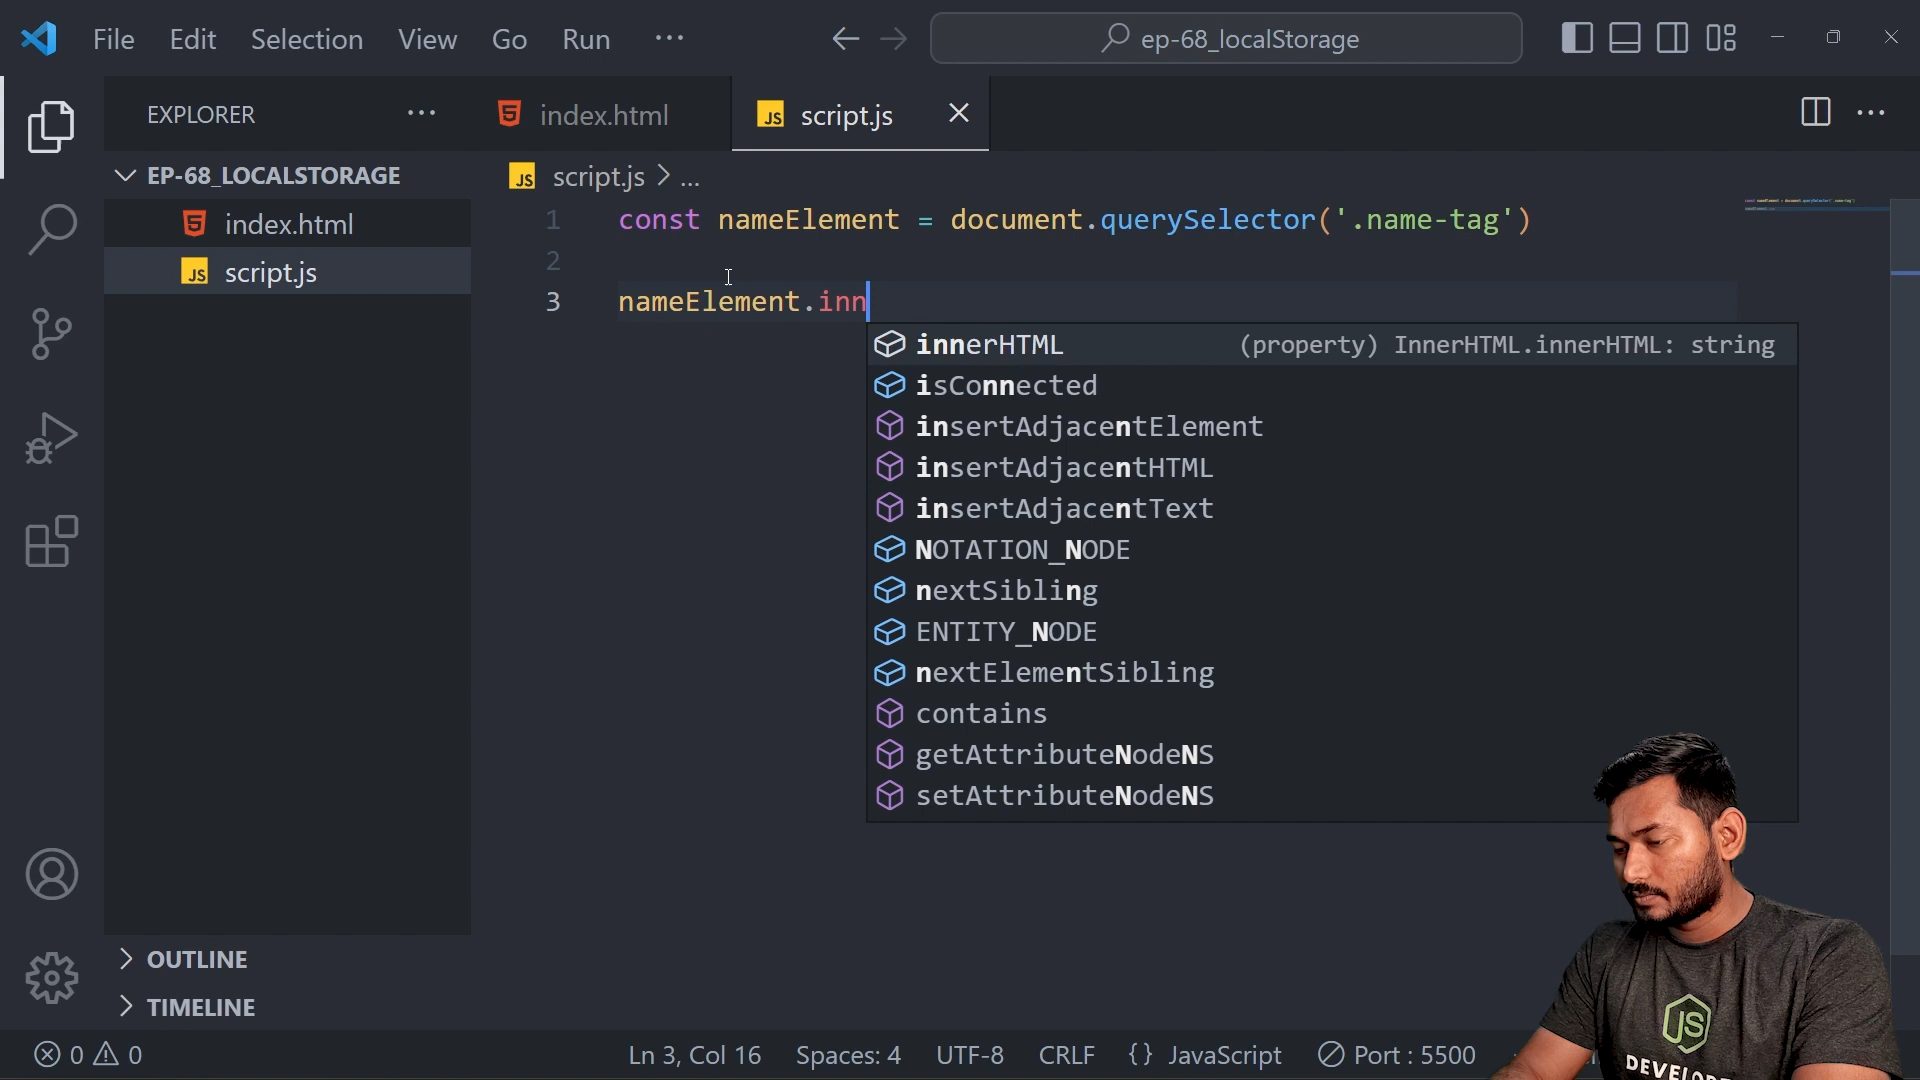 File Edit Selection View Go Run ...
ep-68_localStorage
EXPLORER ...
index.html
script.js
EP-68_LOCALSTORAGE
JS script.js > ...
index.html
JS script.js
1 const nameElement = document.querySelector('.name-tag')
2
3 nameElement.inn
innerHTML (property) InnerHTML.innerHTML: string
isConnected
insertAdjacentElement
insertAdjacentHTML
insertAdjacentText
NOTATION_NODE
nextSibling
ENTITY_NODE
nextElementSibling
contains
getAttributeNodeNS
setAttributeNodeNS
OUTLINE
TIMELINE
JS
0 0 Ln 3, Col 16 Spaces: 4 UTF-8 CRLF {} JavaScript Port : 5500